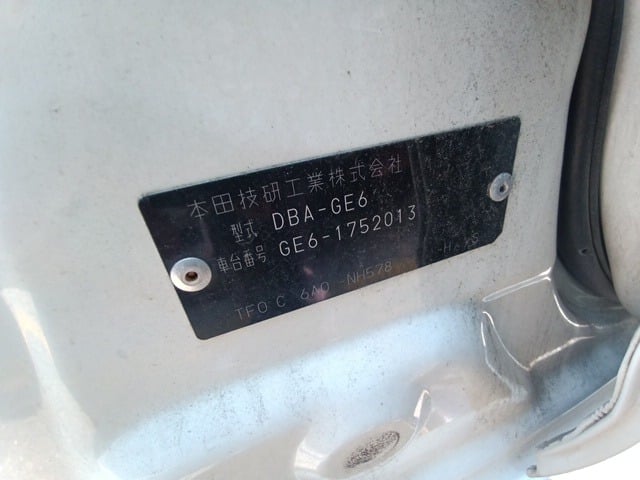 本田技研工業株式会社
型式 DBA-GE6
車台番号 GE6-1752013
TFO C 6A0 -NH578